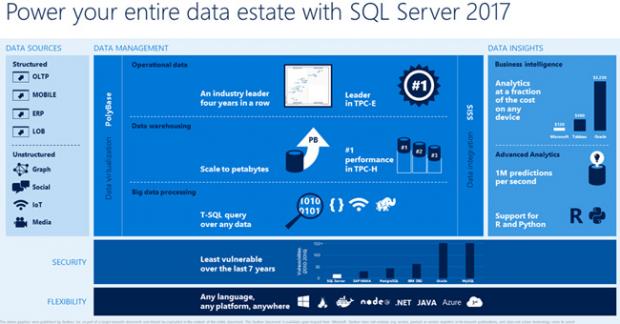 Power your entire data estate with SQL Server 2017
DATA SOURCES
Structured
OLTP
MOBILE
ERP
LOB
Unstructured
Graph
Social
IoT
Media
DATA MANAGEMENT
PolyBase
Data virtualization
Operational data
An industry leader
four years in a row
Leader
in TPC-E
#1
Data warehousing
Scale to petabytes
PB
#1
performance
in TPC-H
#1
#2
#3
Big data processing
T-SQL query
over any data
1010
0101
{ }
SSIS
Data integration
DATA INSIGHTS
Business intelligence
Analytics
at a fraction
of the cost
on any
device
$120
$480
$2,230
Microsoft
Tableau
Oracle
Advanced Analytics
1M predictions
per second
Support for
R and Python
R
SECURITY
Least vulnerable
over the last 7 years
SQL Server
SAP HANA
PostgreSQL
IBM DB2
Oracle
MySQL
FLEXIBILITY
Any language,
any platform, anywhere
node
.NET
JAVA
Azure